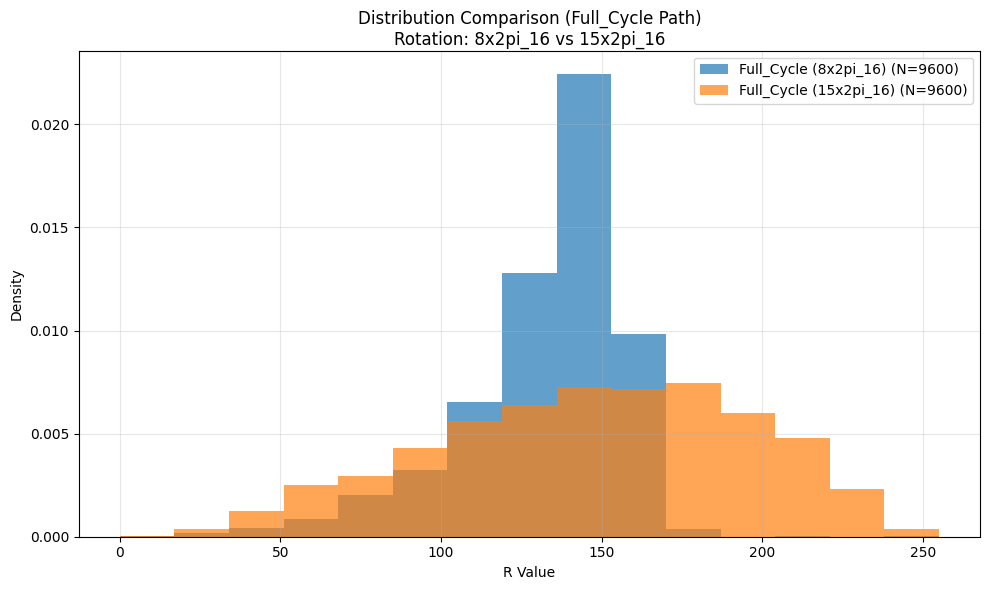 Distribution Comparison (Full_Cycle Path)
Rotation: 8x2pi_16 vs 15x2pi_16
Full_Cycle (8x2pi_16) (N=9600)
Full_Cycle (15x2pi_16) (N=9600)
Density
0.020
0.015
0.010
0.005
0.000
0 50 100 150 200 250
R Value